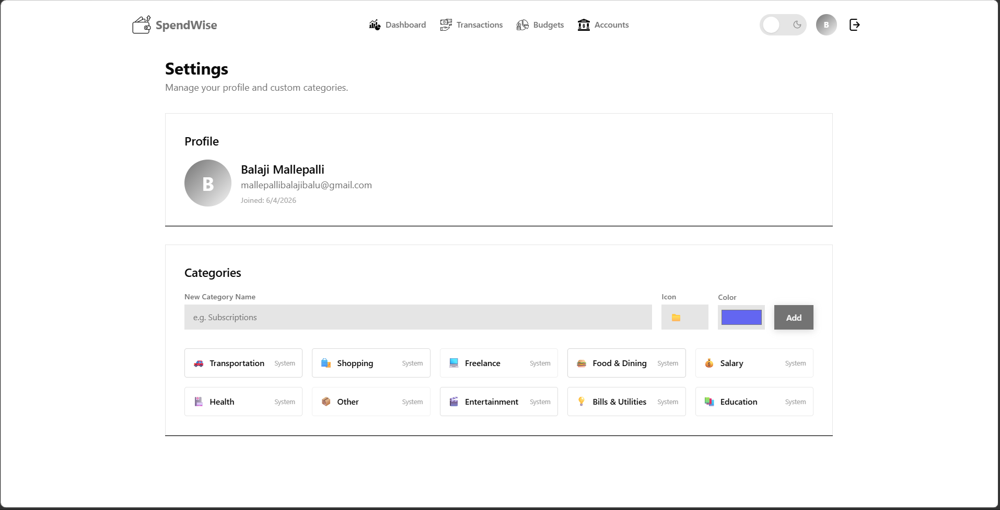 SpendWise
Dashboard
Transactions
Budgets
Accounts
B
Settings
Manage your profile and custom categories.
Profile
B
Balaji Mallepalli
mallepallibalajibalu@gmail.com
Joined: 6/4/2026
Categories
New Category Name
Icon
Color
e.g. Subscriptions
Add
Transportation System
Shopping System
Freelance System
Food & Dining System
Salary System
Health System
Other System
Entertainment System
Bills & Utilities System
Education System